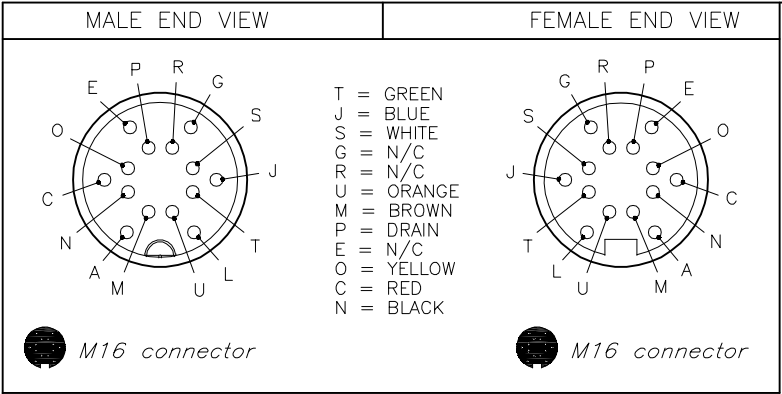 MALE END VIEW
FEMALE END VIEW
P R
E G
O S
C J
N T
A L
M U
T = GREEN
J = BLUE
S = WHITE
G = N/C
R = N/C
U = ORANGE
M = BROWN
P = DRAIN
E = N/C
O = YELLOW
C = RED
N = BLACK
R P
G E
S O
J C
T N
L A
U M
M16 connector
M16 connector